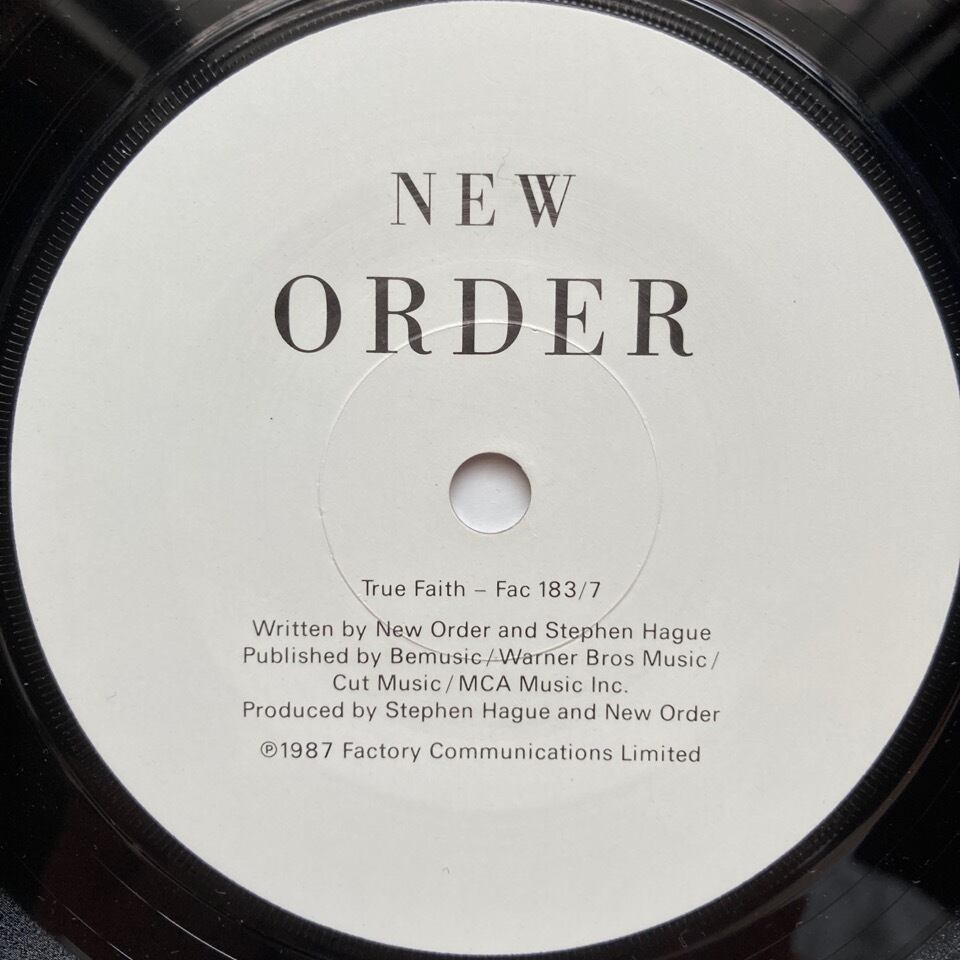 NEW
ORDER
True Faith – Fac 183/7
Written by New Order and Stephen Hague
Published by Bemusic/Warner Bros Music/
Cut Music/MCA Music Inc.
Produced by Stephen Hague and New Order
℗1987 Factory Communications Limited